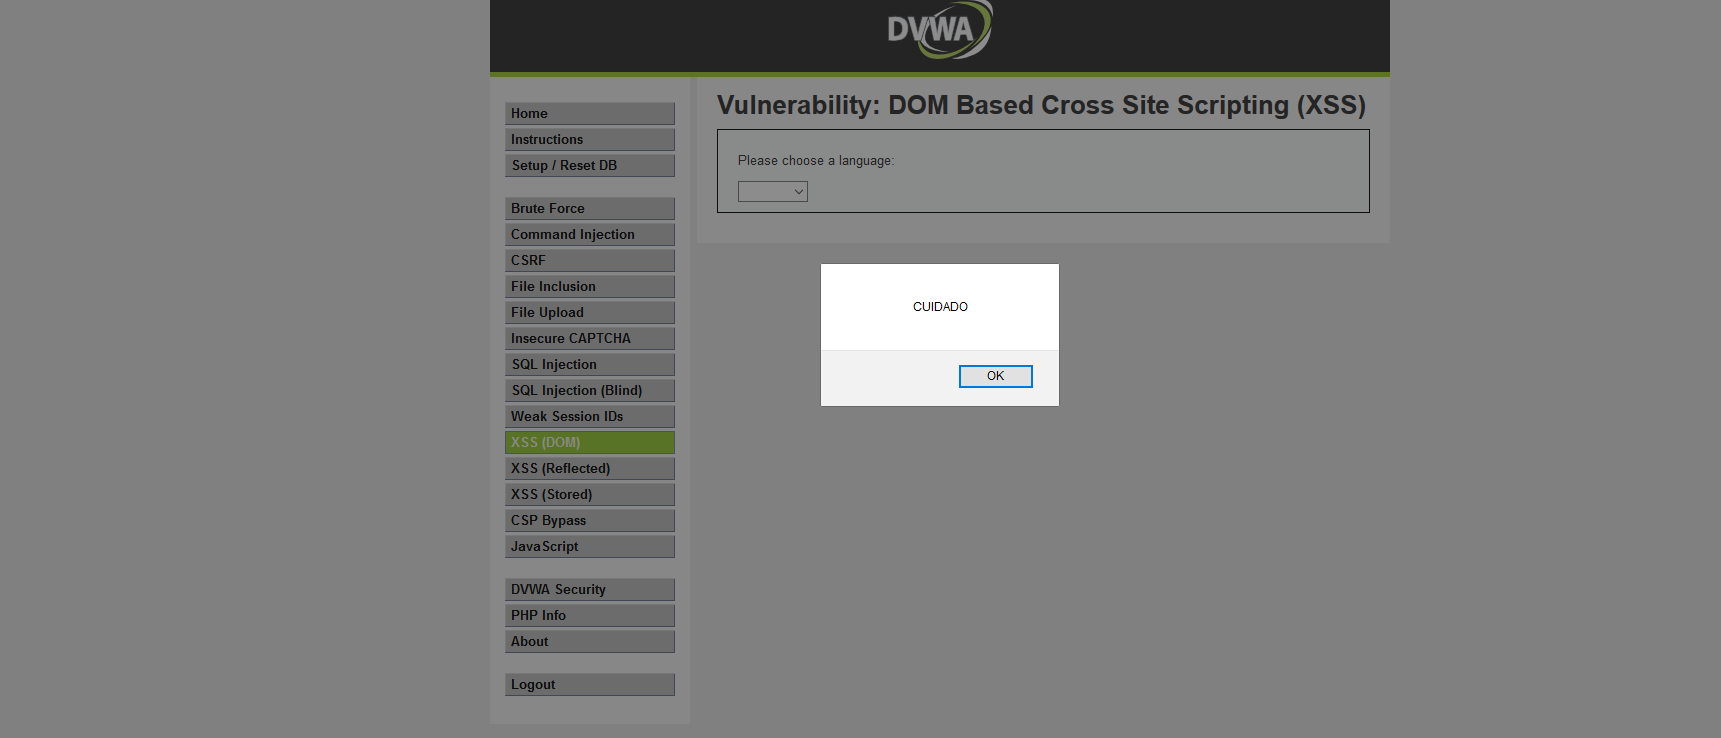 DVWA
Home
Instructions
Setup / Reset DB
Brute Force
Command Injection
CSRF
File Inclusion
File Upload
Insecure CAPTCHA
SQL Injection
SQL Injection (Blind)
Weak Session IDs
XSS (DOM)
XSS (Reflected)
XSS (Stored)
CSP Bypass
JavaScript
DVWA Security
PHP Info
About
Logout
Vulnerability: DOM Based Cross Site Scripting (XSS)
Please choose a language:
CUIDADO
OK